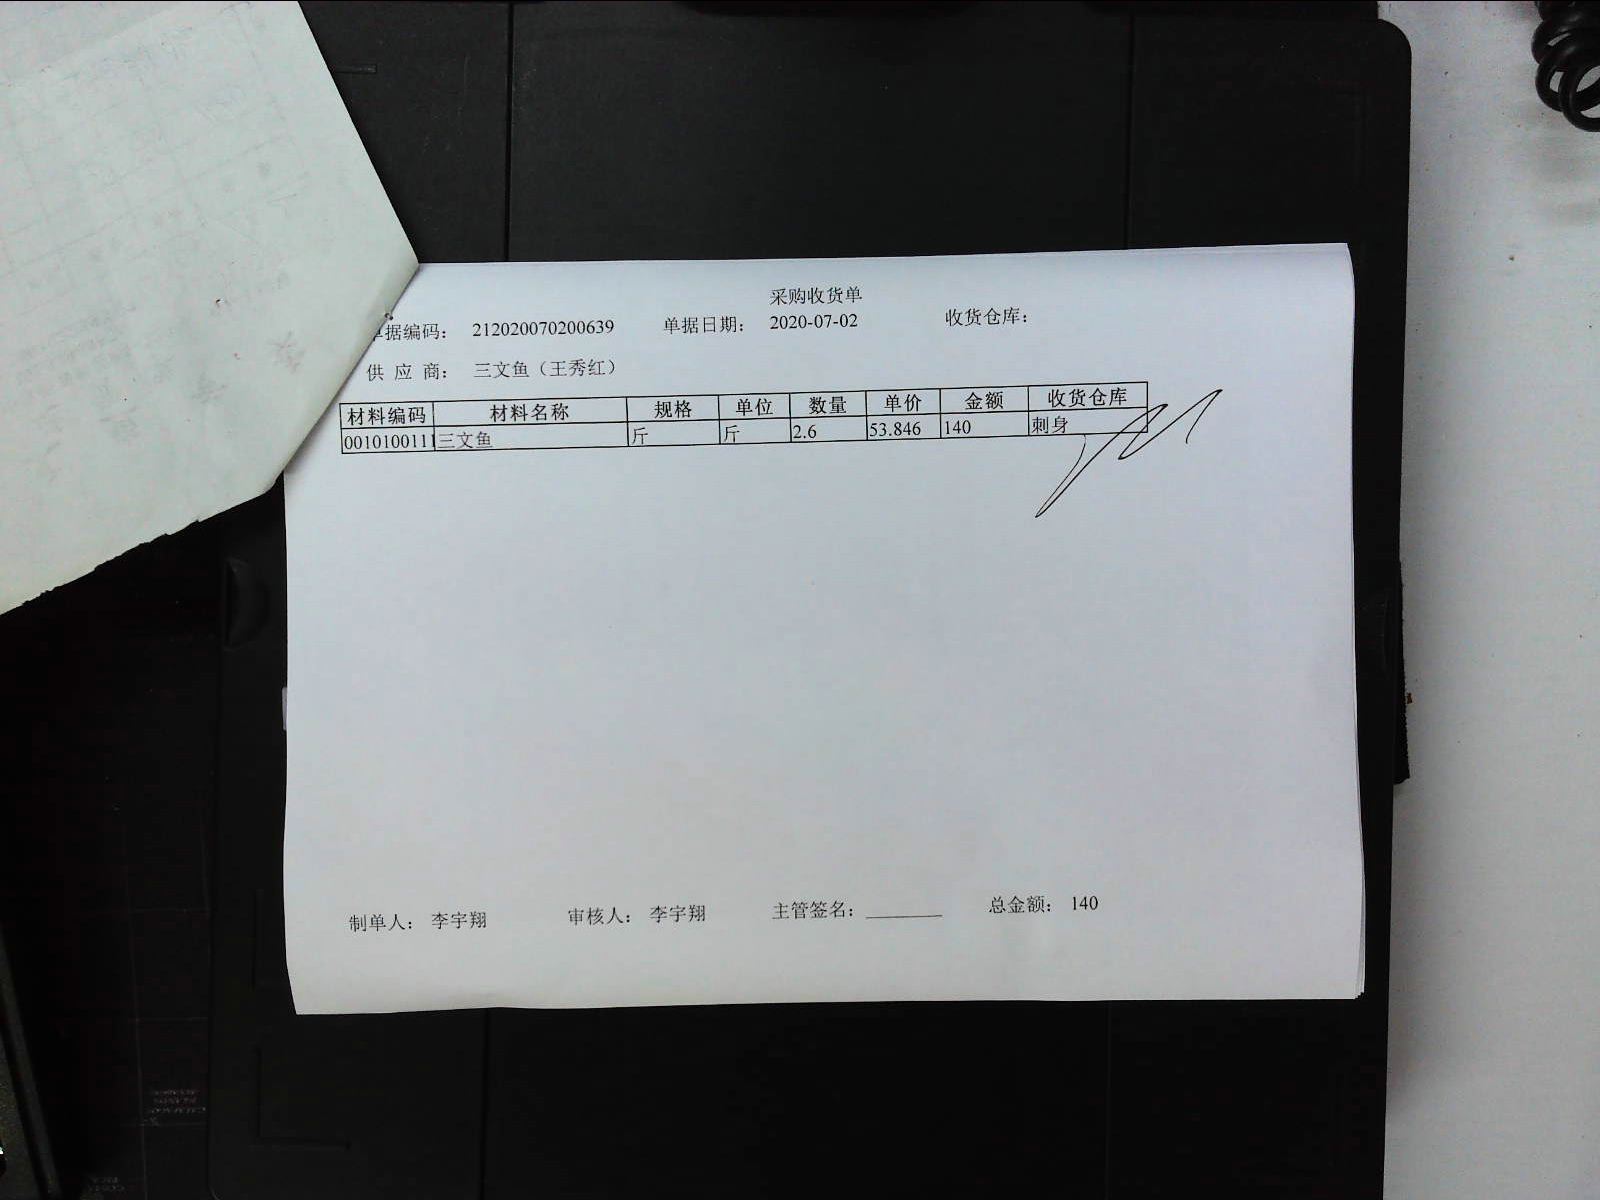 采购收货单
单据编码： 212020070200639 单据日期： 2020-07-02 收货仓库：
供 应 商： 三文鱼（王秀红）
材料编码 材料名称 规格 单位 数量 单价 金额 收货仓库
0010100111 三文鱼 斤 斤 2.6 53.846 140 刺身
制单人： 李宇翔 审核人： 李宇翔 主管签名： 总金额： 140